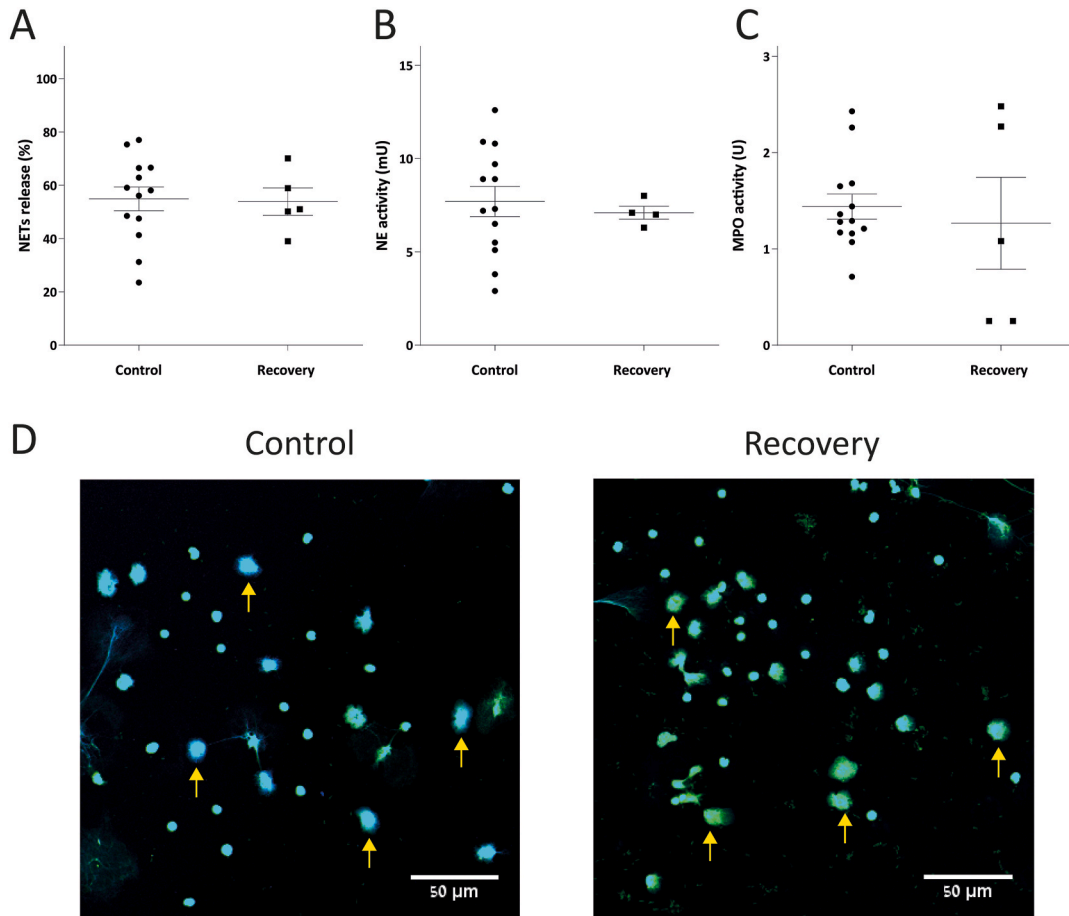 A
NETs release (%)
100
80
60
40
20
0
Control
Recovery
B
NE activity (mU)
15
10
5
0
Control
Recovery
C
MPO activity (U)
3
2
1
0
Control
Recovery
D
Control
Recovery
50 µm
50 µm